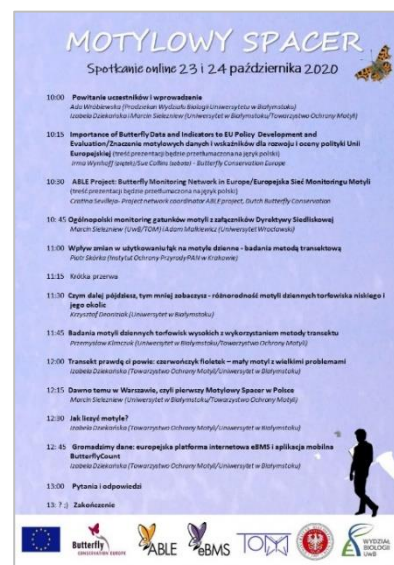 MOTYLOWY SPACER
Spotkanie online 23 i 24 października 2020
10:00 Powitanie uczestników i wprowadzenie
Ada Wróblewska (Prodziekan Wydziału Biologii Uniwersytetu w Białymstoku)
Izabela Dziekańska i Marcin Sielezniew (Uniwersytet w Białymstoku/Towarzystwo Ochrony Motyli)
10:15 Importance of Butterfly Data and Indicators to EU Policy Development and
Evaluation/Znaczenie motylowych danych i wskaźników dla rozwoju i oceny polityki Unii
Europejskiej (treść prezentacji będzie przetłumaczona na język polski)
Irma Wynhoff (piątek)/Sue Collins (sobota) - Butterfly Conservation Europe
10:30 ABLE Project: Butterfly Monitoring Network in Europe/Europejska Sieć Monitoringu Motyli
(treść prezentacji będzie przetłumaczona na język polski)
Cristina Sevilleja- Project network coordinator ABLE project, Dutch Butterfly Conservation
10: 45 Ogólnopolski monitoring gatunków motyli z załączników Dyrektywy Siedliskowej
Marcin Sielezniew (UwB/TOM) i Adam Malkiewicz (Uniwersytet Wrocławski)
11:00 Wpływ zmian w użytkowaniu łąk na motyle dzienne - badania metodą transektową
Piotr Skórka (Instytut Ochrony Przyrody PAN w Krakowie)
11:15 Krótka przerwa
11:30 Czym dalej pójdziesz, tym mniej zobaczysz - różnorodność motyli dziennych torfowiska niskiego i
jego okolic
Krzysztof Deoniziak (Uniwersytet w Białymstoku)
11:45 Badania motyli dziennych torfowisk wysokich z wykorzystaniem metody transektu
Przemysław Klimczuk (Uniwersytet w Białymstoku/Towarzystwo Ochrony Motyli)
12:00 Transekt prawdę ci powie: czerwończyk fioletek – mały motyl z wielkimi problemami
Izabela Dziekańska (Towarzystwo Ochrony Motyli/Uniwersytet w Białymstoku)
12:15 Dawno temu w Warszawie, czyli pierwszy Motylowy Spacer w Polsce
Marcin Sielezniew (Uniwersytet w Białymstoku/Towarzystwo Ochrony Motyli)
12:30 Jak liczyć motyle?
Izabela Dziekańska (Towarzystwo Ochrony Motyli/Uniwersytet w Białymstoku)
12: 45 Gromadzimy dane: europejska platforma internetowa eBMS i aplikacja mobilna
ButterflyCount
Izabela Dziekańska (Towarzystwo Ochrony Motyli/Uniwersytet w Białymstoku)
13:00 Pytania i odpowiedzi
13: ? ;) Zakończenie
Butterfly
CONSERVATION EUROPE
ABLE
eBMS
TOM
WYDZIAŁ
BIOLOGII
UwB